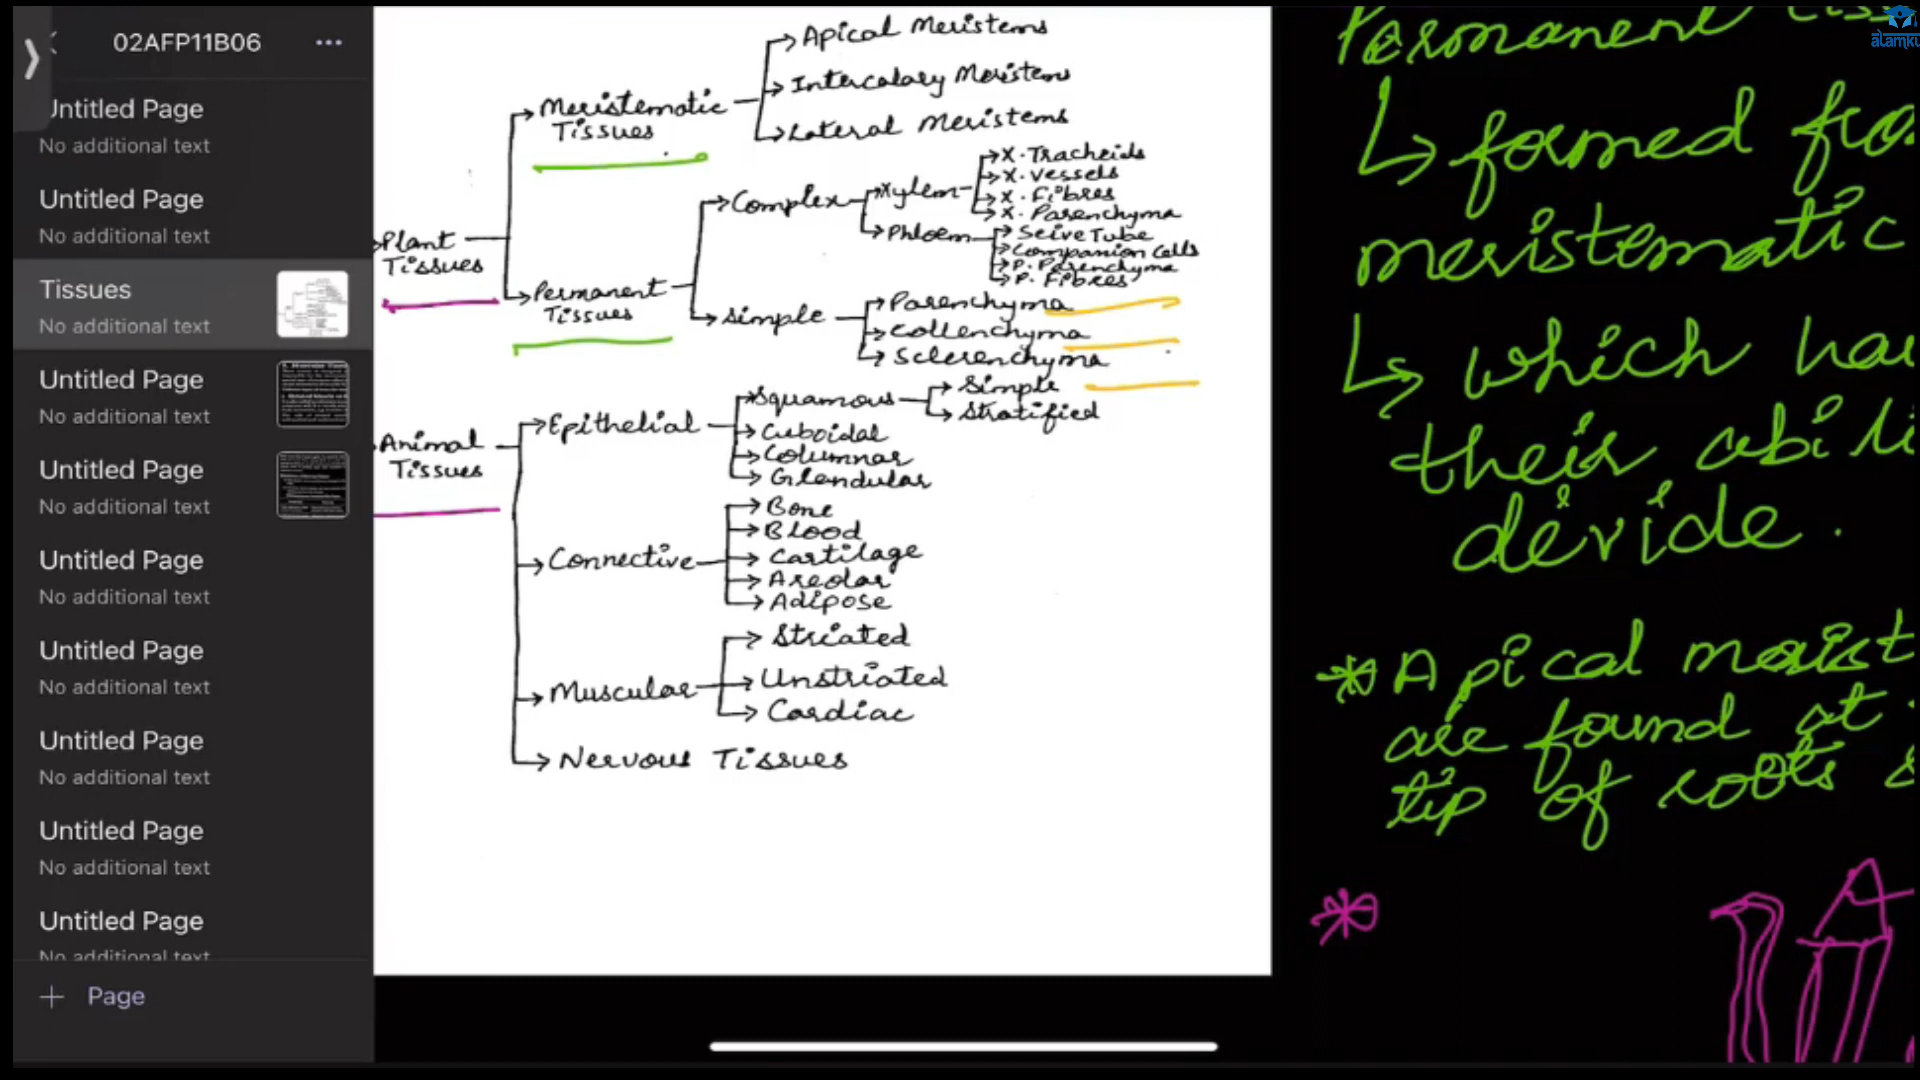 02AFP11B06
Untitled Page
No additional text
Untitled Page
No additional text
Tissues
No additional text
Untitled Page
No additional text
Untitled Page
No additional text
Untitled Page
No additional text
Untitled Page
No additional text
Untitled Page
No additional text
Untitled Page
No additional text
Untitled Page
No additional text
Page
Plant
Tissues
Meristematic
Tissues
Apical Meristems
Intercalary Meristems
Lateral Meristems
Permanent
Tissues
Complex
Xylem
X. Tracheids
X. Vessels
X. Fibres
X. Parenchyma
Phloem
Seive Tube
Companion Cells
P. Parenchyma
P. Fibres
Simple
Parenchyma
Collenchyma
Sclerenchyma
Animal
Tissues
Epithelial
Squamous
Simple
Stratified
Cuboidal
Columnar
Glandular
Connective
Bone
Blood
Cartilage
Areolar
Adipose
Muscular
Striated
Unstriated
Cardiac
Nervous Tissues
Permanent
formed
meristematic
which
their
devide.
* Apical
are found at
tip of roots
*